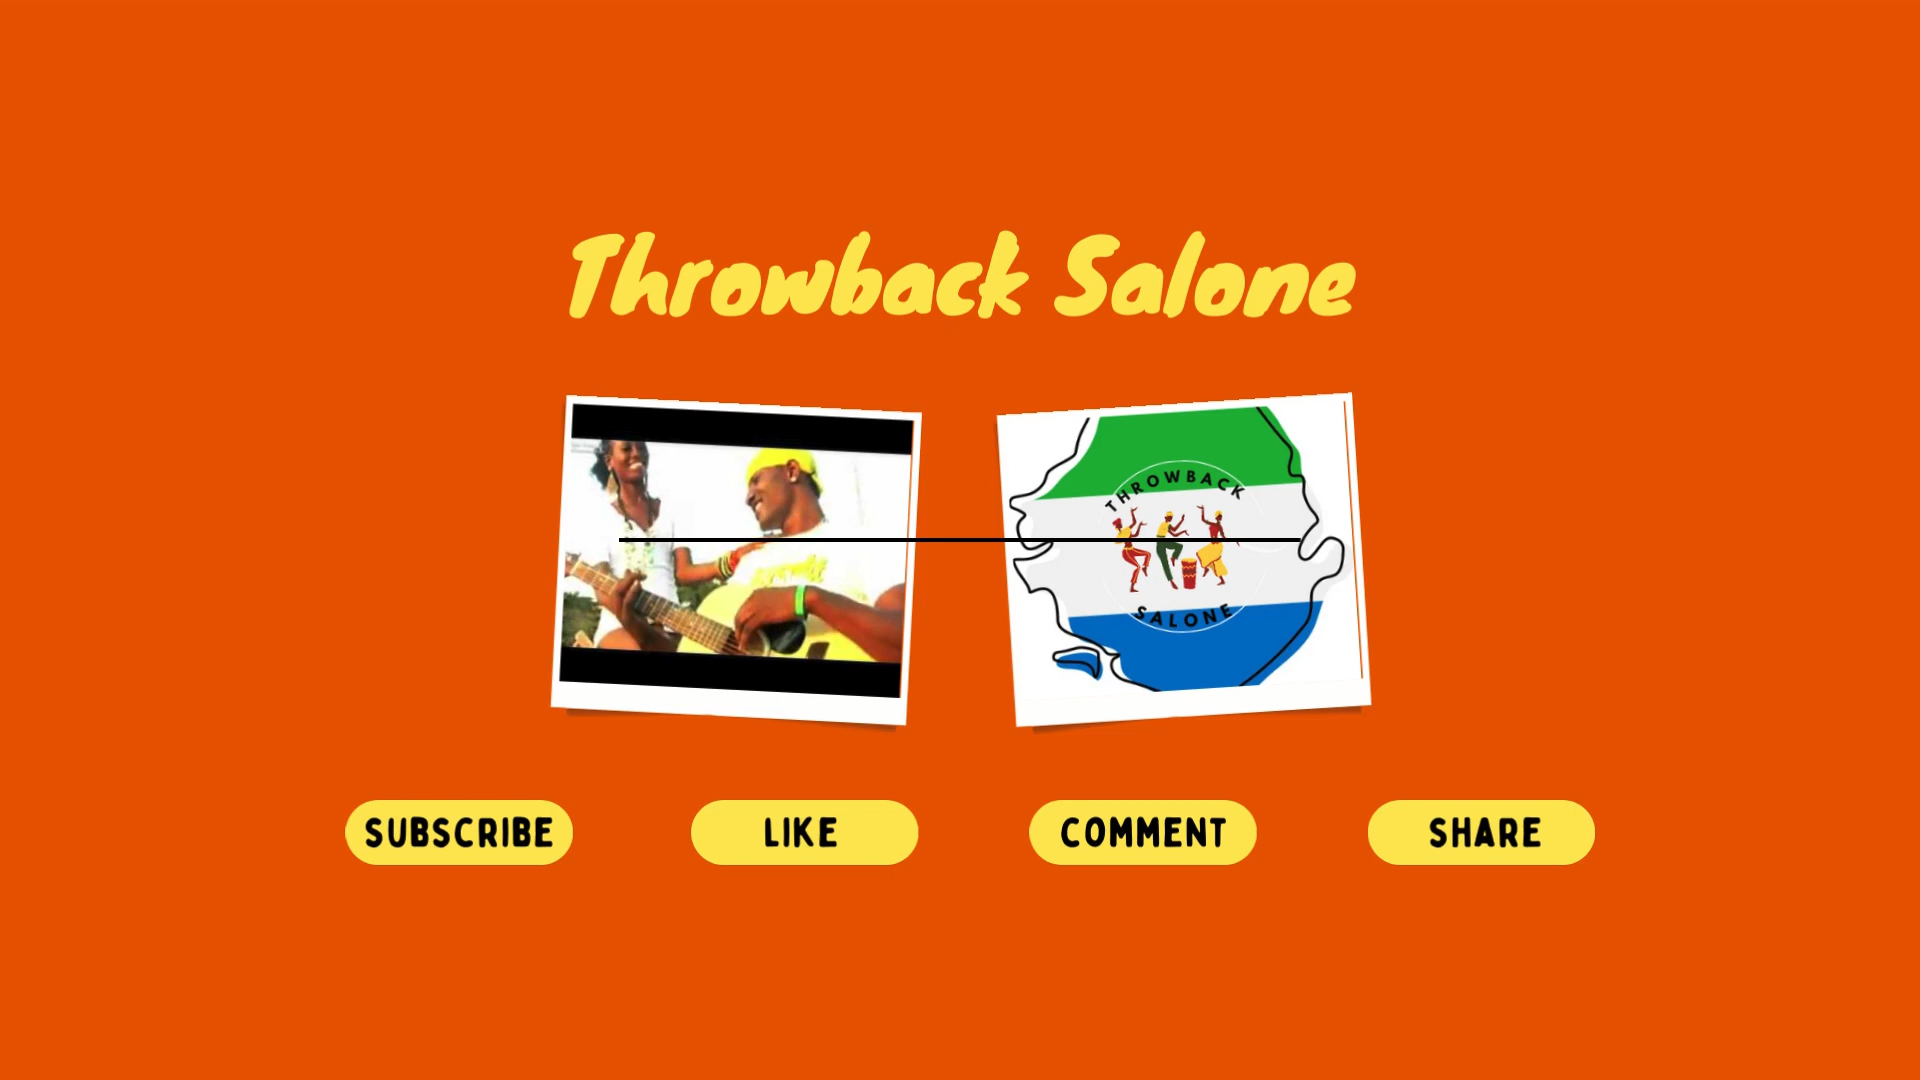 Throwback Salone
THROWBACK
SALONE
SUBSCRIBE
LIKE
COMMENT
SHARE